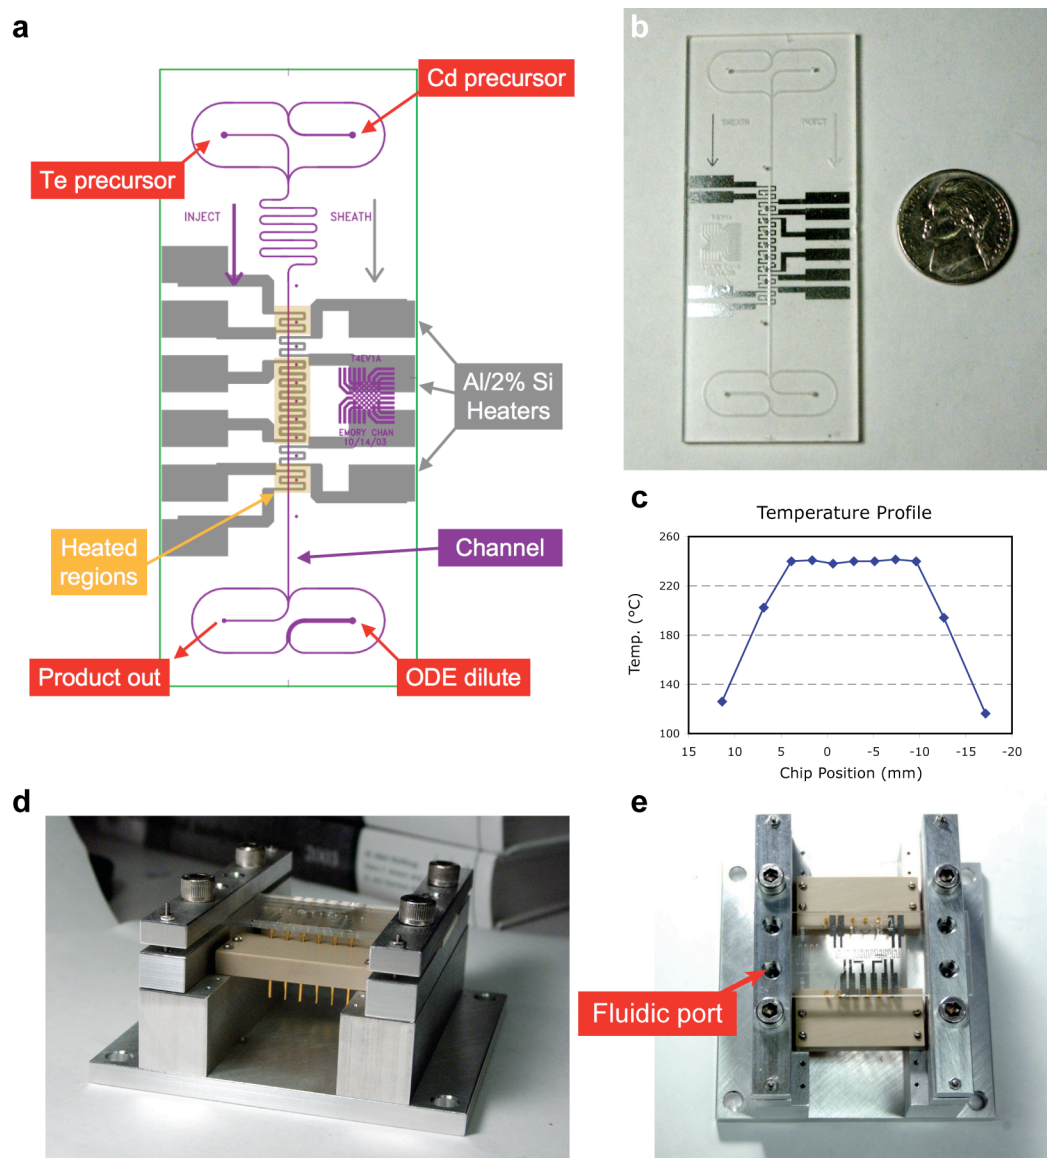 a
Cd precursor
Te precursor
INJECT
SHEATH
T4EV1A
EMORY CHAN
10/14/03
Al/2% Si
Heaters
Heated
regions
Channel
Product out
ODE dilute
b
SHEATH
INJECT
c
Temperature Profile
Temp. (°C)
260
220
180
140
100
15
10
5
0
-5
-10
-15
-20
Chip Position (mm)
d
e
Fluidic port